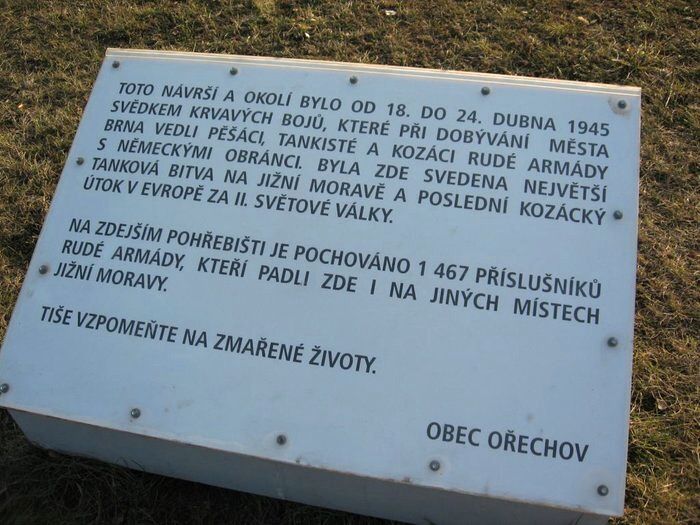 TOTO NÁVRŠÍ A OKOLÍ BYLO OD 18. DO 24. DUBNA 1945
SVĚDKEM KRVAVÝCH BOJŮ, KTERÉ PŘI DOBÝVÁNÍ MĚSTA
BRNA VEDLI PĚŠÁCI, TANKISTÉ A KOZÁCI RUDÉ ARMÁDY
S NĚMECKÝMI OBRÁNCI. BYLA ZDE SVEDENA NEJVĚTŠÍ
TANKOVÁ BITVA NA JIŽNÍ MORAVĚ A POSLEDNÍ KOZÁCKÝ
ÚTOK V EVROPĚ ZA II. SVĚTOVÉ VÁLKY.
NA ZDEJŠÍM POHŘEBIŠTI JE POCHOVÁNO 1 467 PŘÍSLUŠNÍKŮ
RUDÉ ARMÁDY, KTEŘÍ PADLI ZDE I NA JINÝCH MÍSTECH
JIŽNÍ MORAVY.
TIŠE VZPOMEŇTE NA ZMAŘENÉ ŽIVOTY.
OBEC OŘECHOV